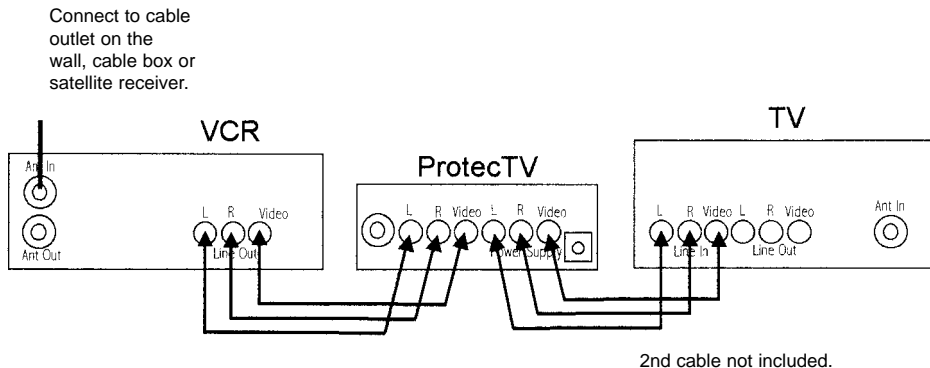 Connect to cable
outlet on the
wall, cable box or
satellite receiver.
VCR
ProtecTV
TV
Ant In
Ant Out
L R Video
Line Out
L R Video L R Video
Power Supply
L R Video L R Video
Line In Line Out
Ant In
2nd cable not included.